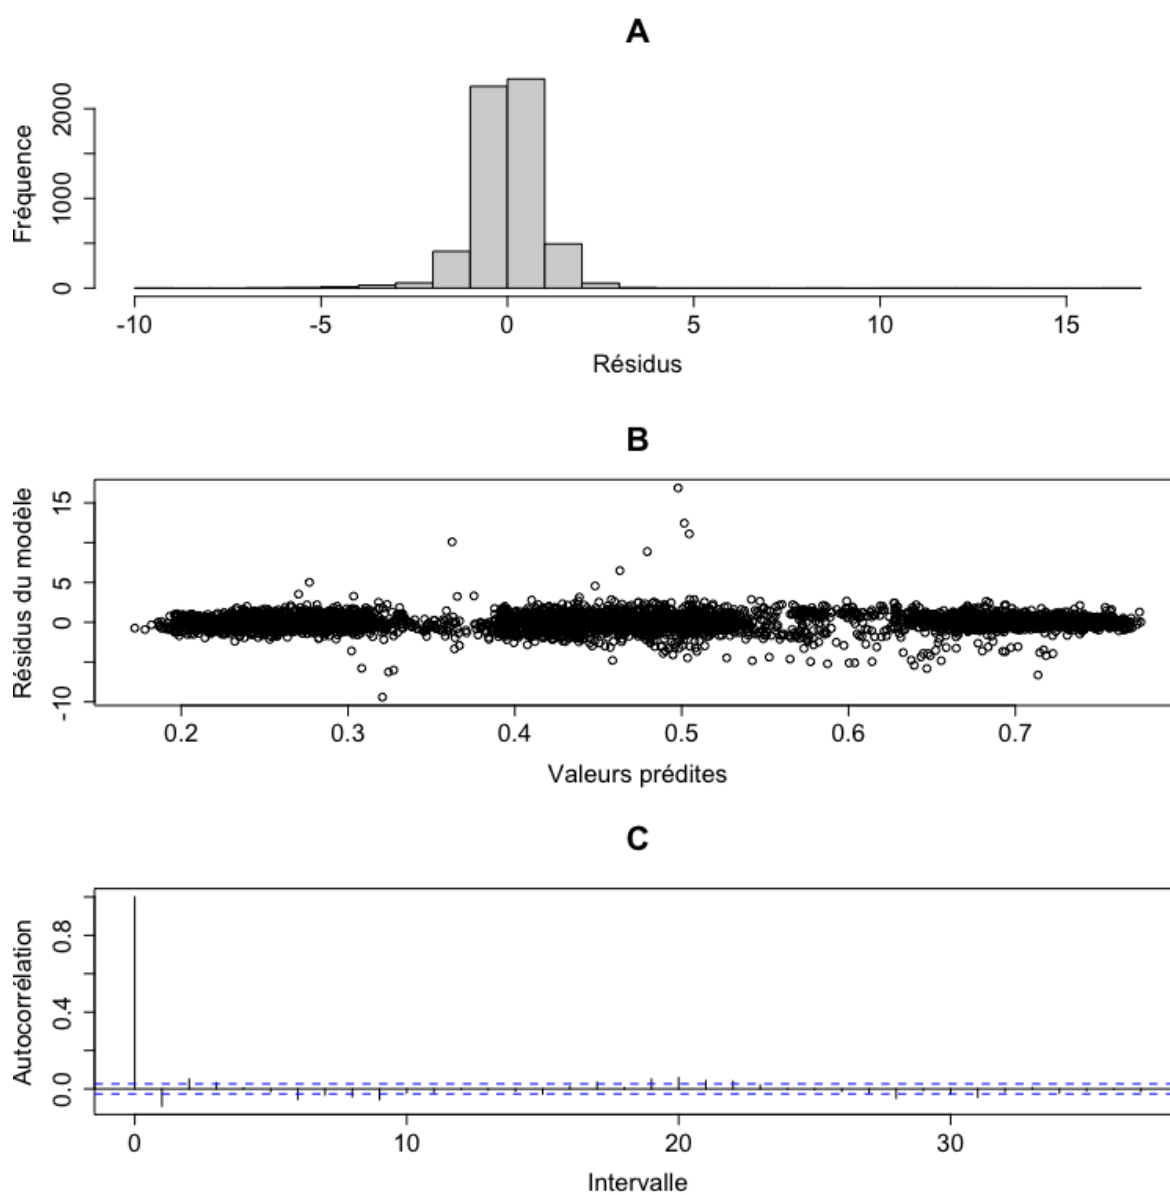 A
Fréquence
0 1000 2000
-10 -5 0 5 10 15
Résidus
B
Résidus du modèle
-10 0 5 15
0.2 0.3 0.4 0.5 0.6 0.7
Valeurs prédites
C
Autocorrélation
0.0 0.4 0.8
0 10 20 30
Intervalle